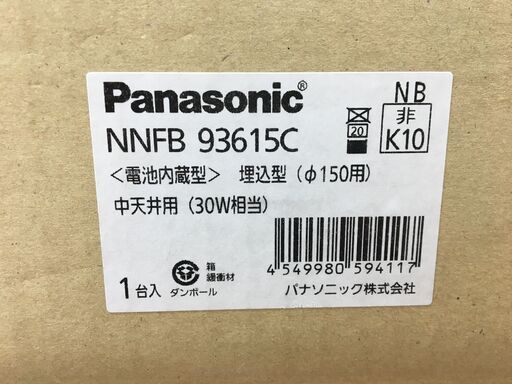 Panasonic®
NNFB 93615C
20
NB
非
K10
<電池内蔵型> 埋込型 (φ150用)
中天井用 (30W相当)
1台入
箱
緩衝材
ダンボール
4 549980 594117
パナソニック株式会社